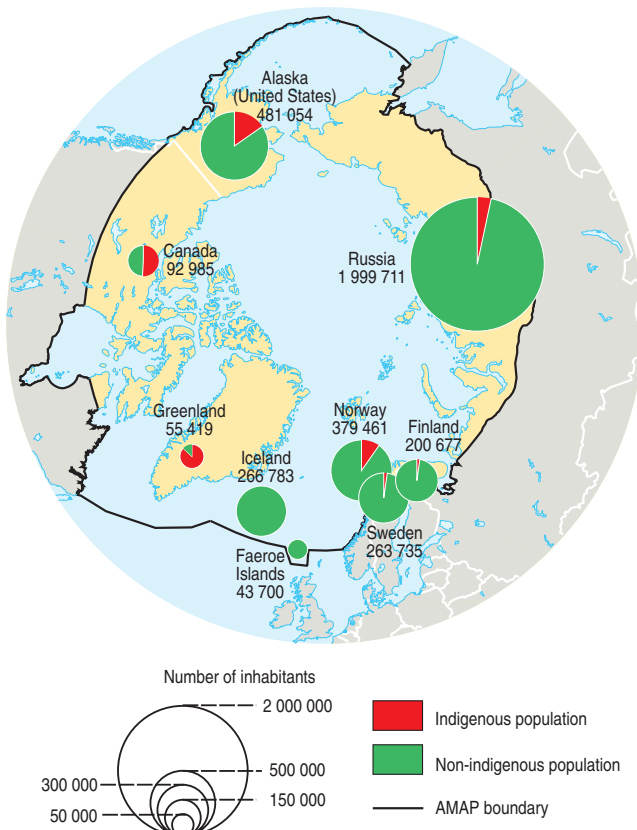 Alaska
(United States)
481 054
Canada
92 985
Russia
1 999 711
Greenland
55 419
Iceland
266 783
Norway
379 461
Finland
200 677
Sweden
263 735
Faeroe
Islands
43 700
Number of inhabitants
2 000 000
500 000
300 000
150 000
50 000
Indigenous population
Non-indigenous population
AMAP boundary